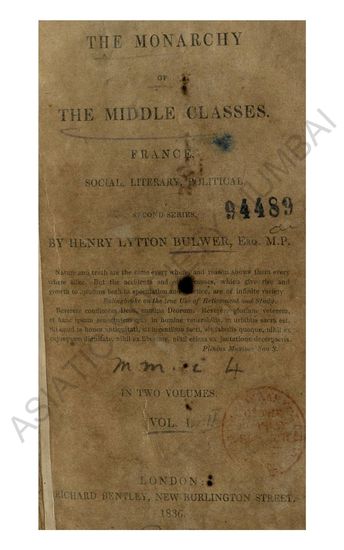 THE MONARCHY
OF
THE MIDDLE CLASSES.
FRANCE,
SOCIAL, LITERARY, POLITICAL.
SECOND SERIES.
94489
BY HENRY LYTTON BULWER, ESQ. M.P.
Nature and truth are the same every where, and reason shows them every
where alike. But the accidents and causes, which give rise and
growth to opinions both in speculation and practice, are of infinite variety
Bolingbroke on the true Use of Retirement and Study.
Reverere conditores Deos, numina Deorum. Reverere gloriam veterem,
et hanc ipsam senectutem, in homine venerabilis, in urbibus sacra est.
Sit apud te honor antiquitati, sit ingentibus factis, sit fabulis quoque, nihil ex
cujusquam dignitate, nihil ex libertate, nihil etiam ex jactatione decerpseris.
Plinius Maximo Suo S.
4
IN TWO VOLUMES.
VOL. I.
LONDON:
RICHARD BENTLEY, NEW BURLINGTON STREET.
1836.
ASIATIC MUMBAI